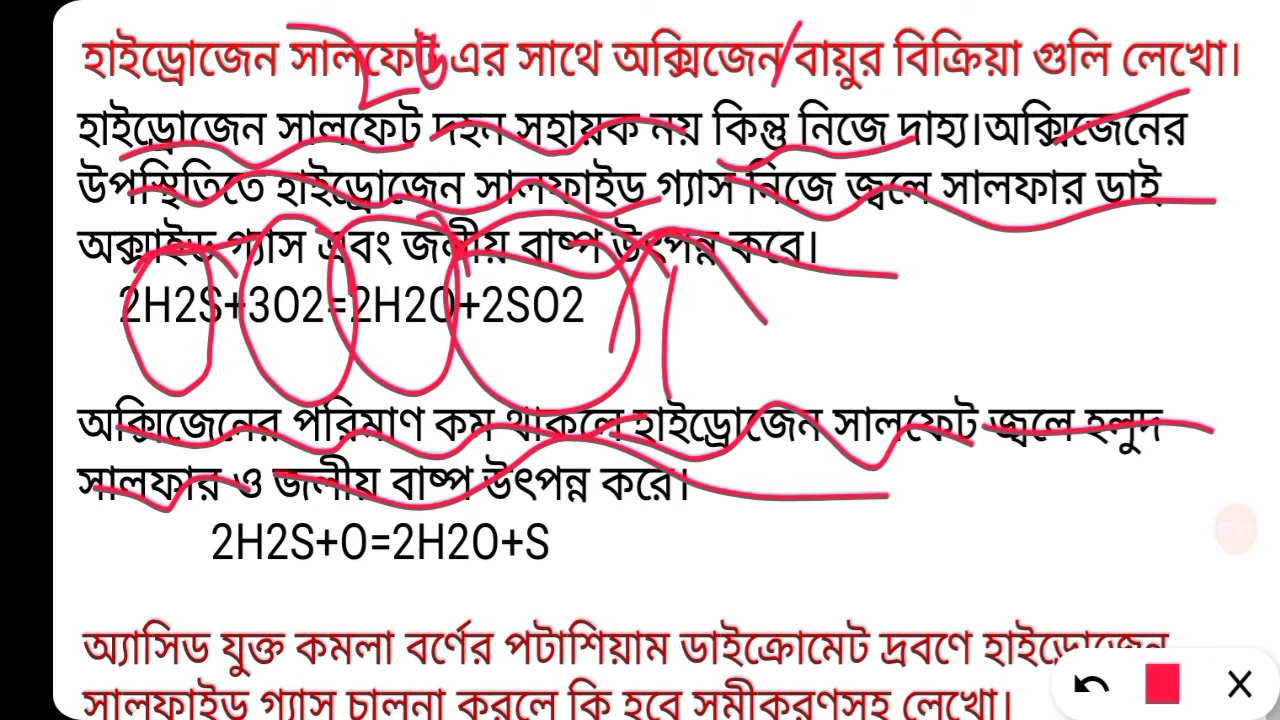 হাইড্রোজেন সালফেট এর সাথে অক্সিজেন/বায়ুর বিক্রিয়া গুলি লেখো।
হাইড্রোজেন সালফেট দহন সহায়ক নয় কিন্তু নিজে দাহ্য।অক্সিজেনের
উপস্থিতিতে হাইড্রোজেন সালফাইড গ্যাস নিজে জ্বলে সালফার ডাই
অক্সাইড গ্যাস এবং জলীয় বাষ্প উৎপন্ন করে।
2H2S+3O2=2H2O+2SO2
অক্সিজেনের পরিমাণ কম থাকলে হাইড্রোজেন সালফেট জ্বলে হলুদ
সালফার ও জলীয় বাষ্প উৎপন্ন করে।
2H2S+O=2H2O+S
অ্যাসিড যুক্ত কমলা বর্ণের পটাশিয়াম ডাইক্রোমেট দ্রবণে হাইড্রোজেন
সালফাইড গ্যাস চালনা করলে কি হবে সমীকরণসহ লেখো।